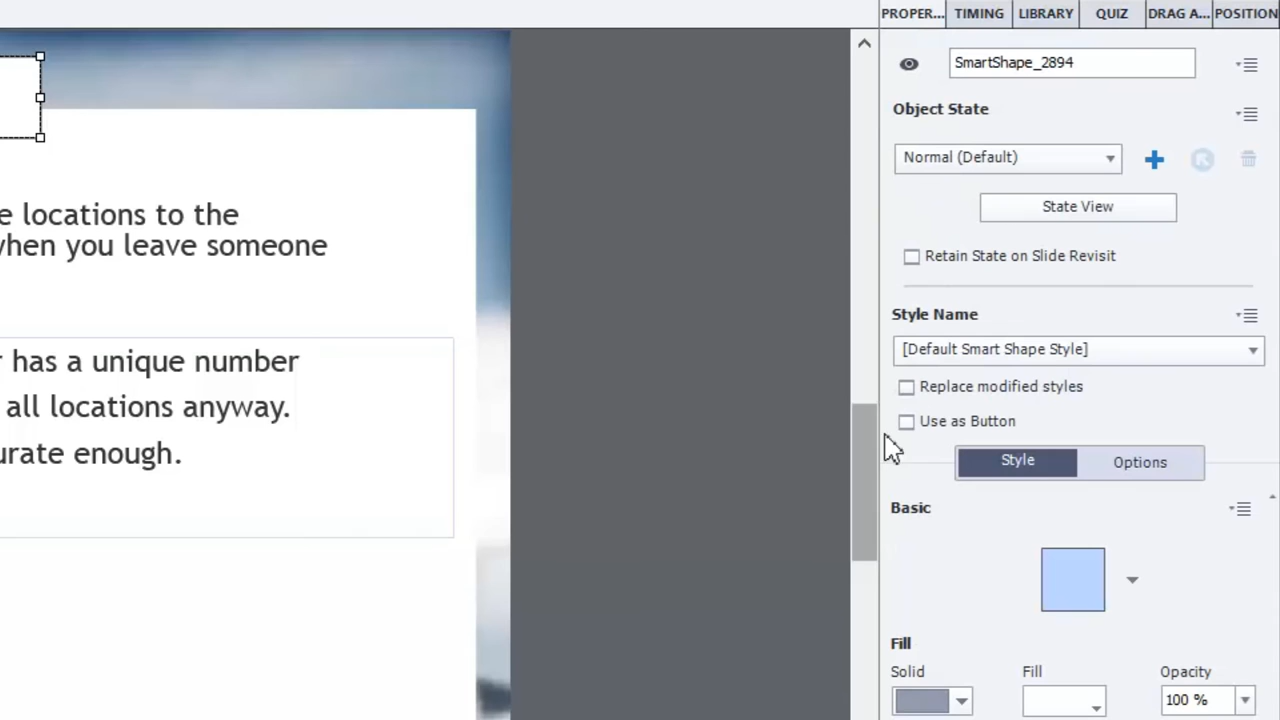 PROPER... TIMING LIBRARY QUIZ DRAG A... POSITION
SmartShape_2894
Object State
Normal (Default)
State View
Retain State on Slide Revisit
Style Name
[Default Smart Shape Style]
Replace modified styles
Use as Button
Style Options
Basic
Fill
Solid Fill Opacity
100 %
e locations to the
when you leave someone
r has a unique number
all locations anyway.
urate enough.